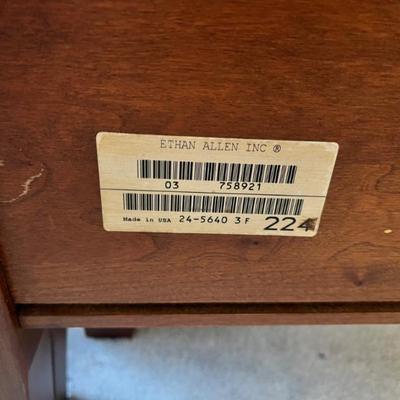 ETHAN ALLEN INC ®
03 758921
Made in USA 24-5640 3 F 224